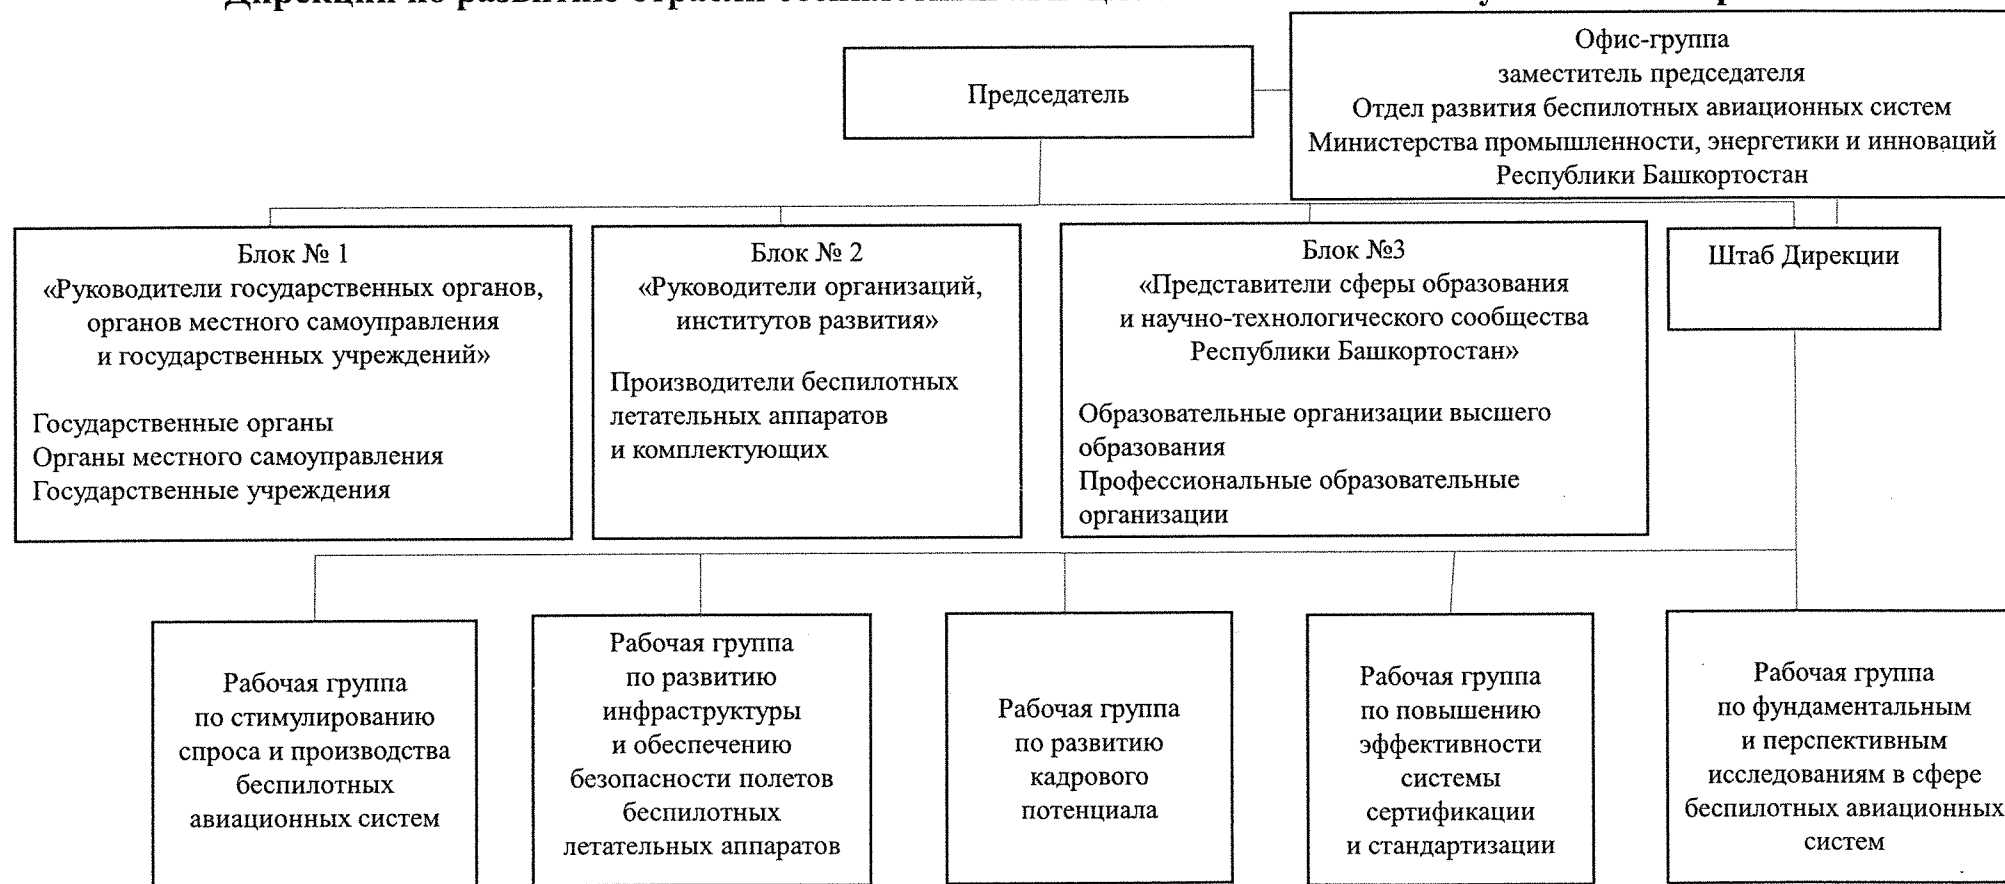 Председатель
Офис-группа
заместитель председателя
Отдел развития беспилотных авиационных систем
Министерства промышленности, энергетики и инноваций
Республики Башкортостан
Блок № 1
«Руководители государственных органов,
органов местного самоуправления
и государственных учреждений»
Государственные органы
Органы местного самоуправления
Государственные учреждения
Блок № 2
«Руководители организаций,
институтов развития»
Производители беспилотных
летательных аппаратов
и комплектующих
Блок №3
«Представители сферы образования
и научно-технологического сообщества
Республики Башкортостан»
Образовательные организации высшего
образования
Профессиональные образовательные
организации
Штаб Дирекции
Рабочая группа
по стимулированию
спроса и производства
беспилотных
авиационных систем
Рабочая группа
по развитию
инфраструктуры
и обеспечению
безопасности полетов
беспилотных
летательных аппаратов
Рабочая группа
по развитию
кадрового
потенциала
Рабочая группа
по повышению
эффективности
системы
сертификации
и стандартизации
Рабочая группа
по фундаментальным
и перспективным
исследованиям в сфере
беспилотных авиационных
систем